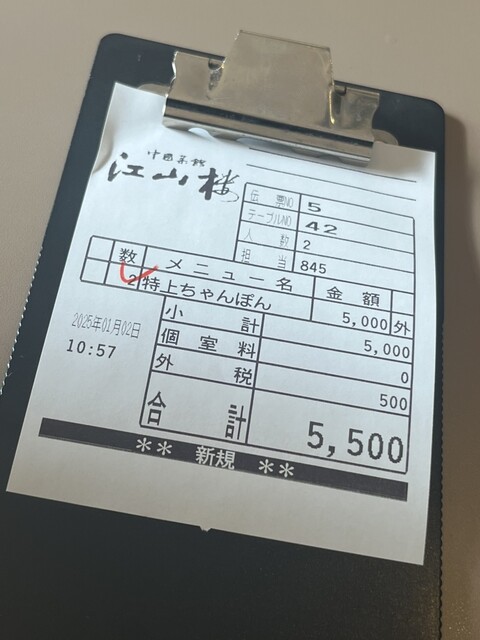 中国菜館
江山楼
伝票NO 5
テーブルNO 42
人数 2
担当 845
数 メニュー名 金額
2 特上ちゃんぽん 5,000 外
小計 5,000
個室料 0
外税 500
合計 5,500
2025年01月02日
10:57
** 新規 **